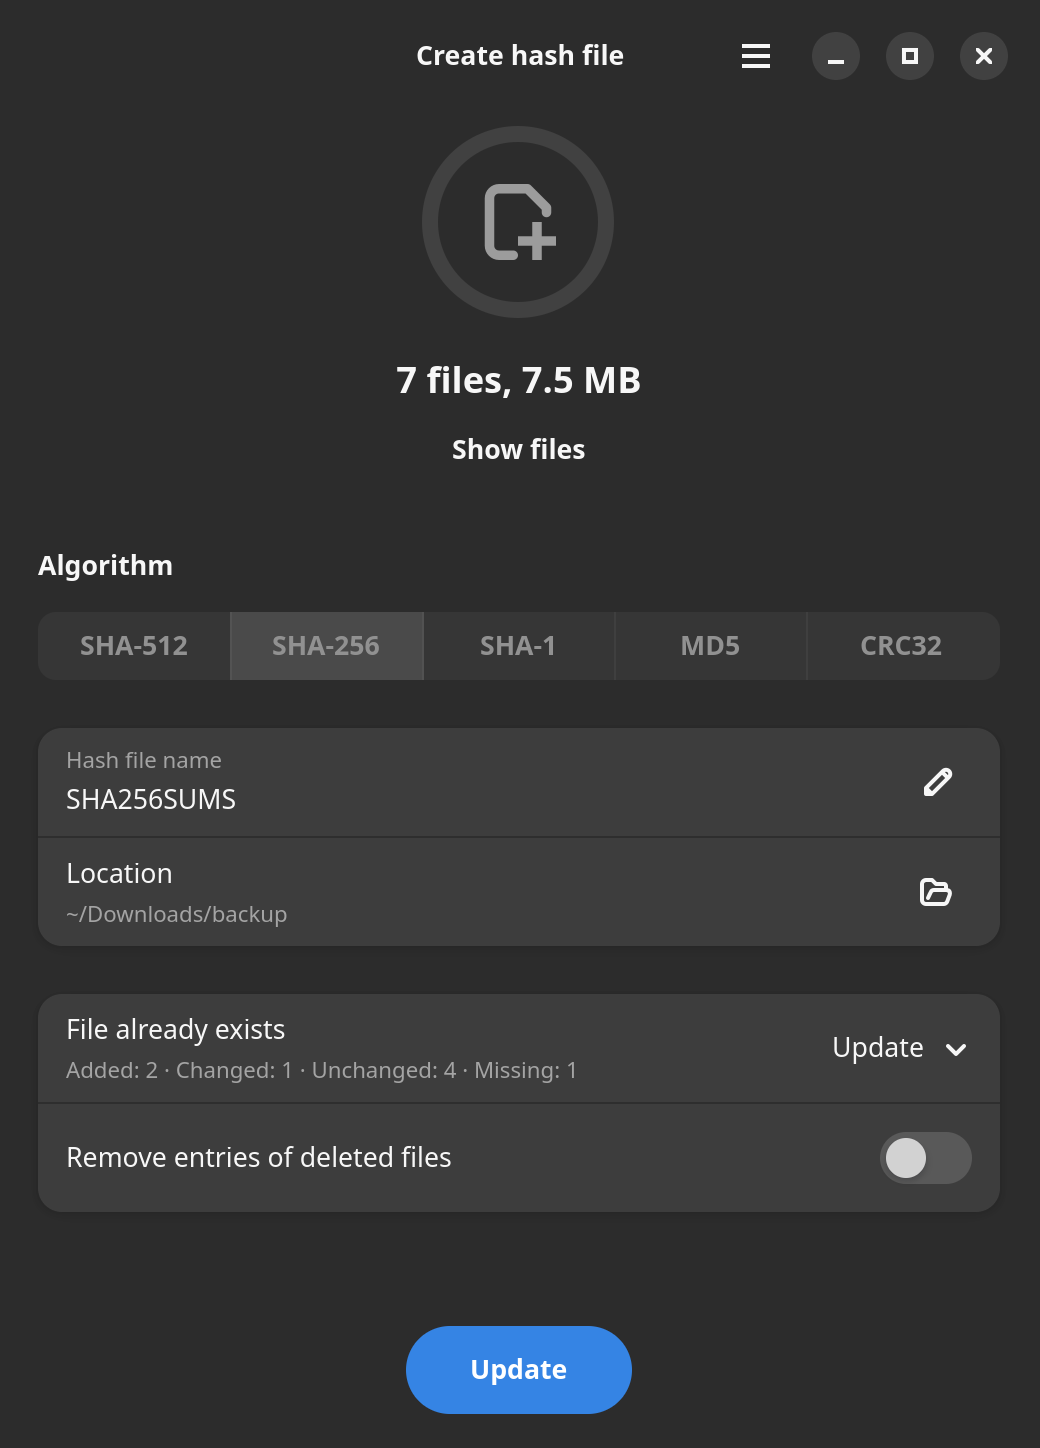 Create hash file
7 files, 7.5 MB
Show files
Algorithm
SHA-512 SHA-256 SHA-1 MD5 CRC32
Hash file name
SHA256SUMS
Location
~/Downloads/backup
File already exists
Update
Added: 2 · Changed: 1 · Unchanged: 4 · Missing: 1
Remove entries of deleted files
Update